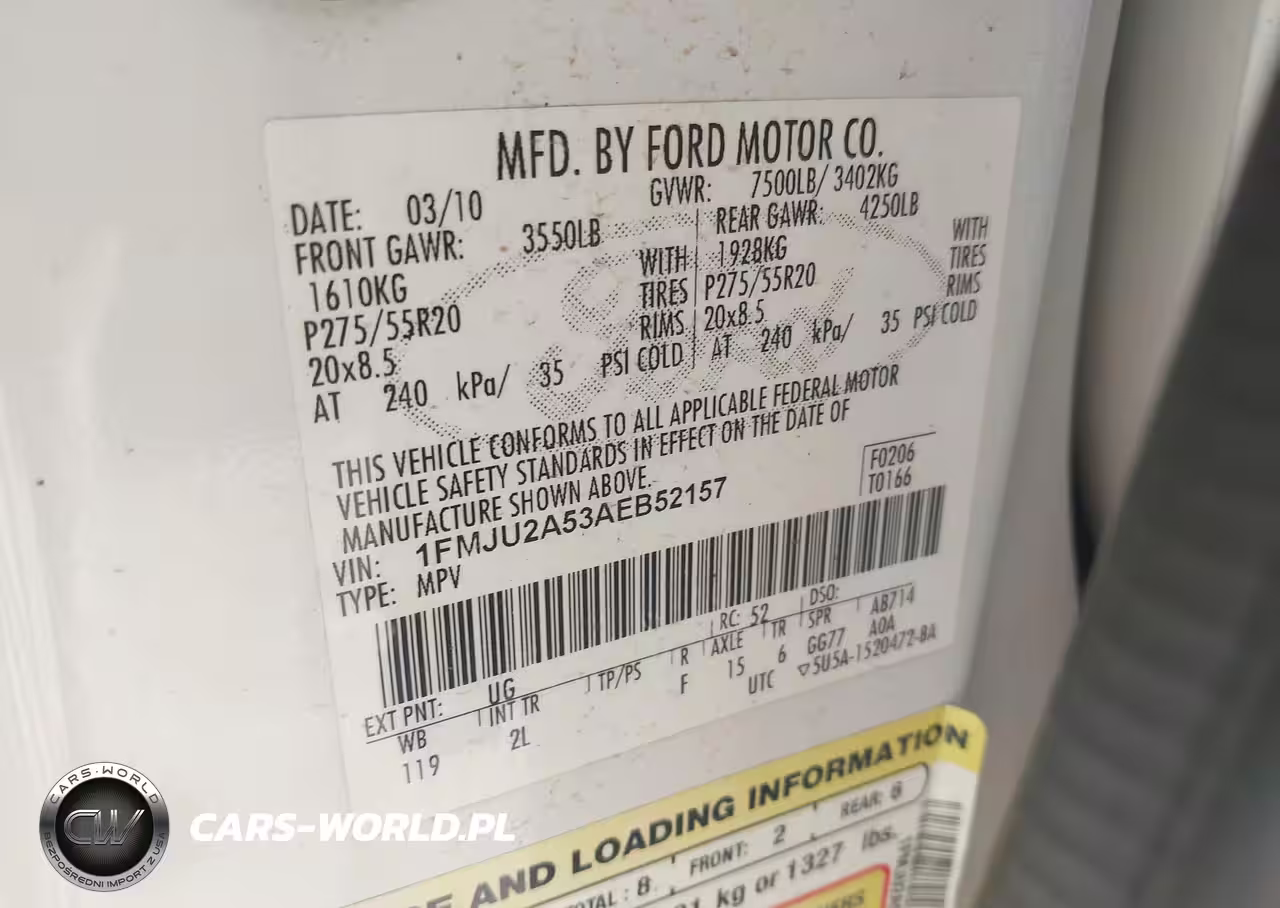 MFD. BY FORD MOTOR CO.
DATE: 03/10 GVWR: 7500LB/ 3402KG
FRONT GAWR: 3550LB REAR GAWR: 4250LB
1610KG WITH 1928KG WITH
P275/55R20 TIRES P275/55R20 TIRES
20x8.5 RIMS 20x8.5 RIMS
AT 240 kPa/ 35 PSI COLD AT 240 kPa/ 35 PSI COLD
THIS VEHICLE CONFORMS TO ALL APPLICABLE FEDERAL MOTOR
VEHICLE SAFETY STANDARDS IN EFFECT ON THE DATE OF
MANUFACTURE SHOWN ABOVE.
F0206
T0166
VIN: 1FMJU2A53AEB52157
TYPE: MPV
EXT PNT: UG RC: 52 DSO:
WB INT TR TP/PS R AXLE TR SPR AB714
119 2L F 15 6 GG77 A0A
UTC ▽5U5A-1520472-BA
AND LOADING INFORMATION
: 8 FRONT: 2 REAR: 6
kg or 1327 lbs.
CARS-WORLD
CW
BEZPOŚREDNI IMPORT Z USA
CARS-WORLD.PL